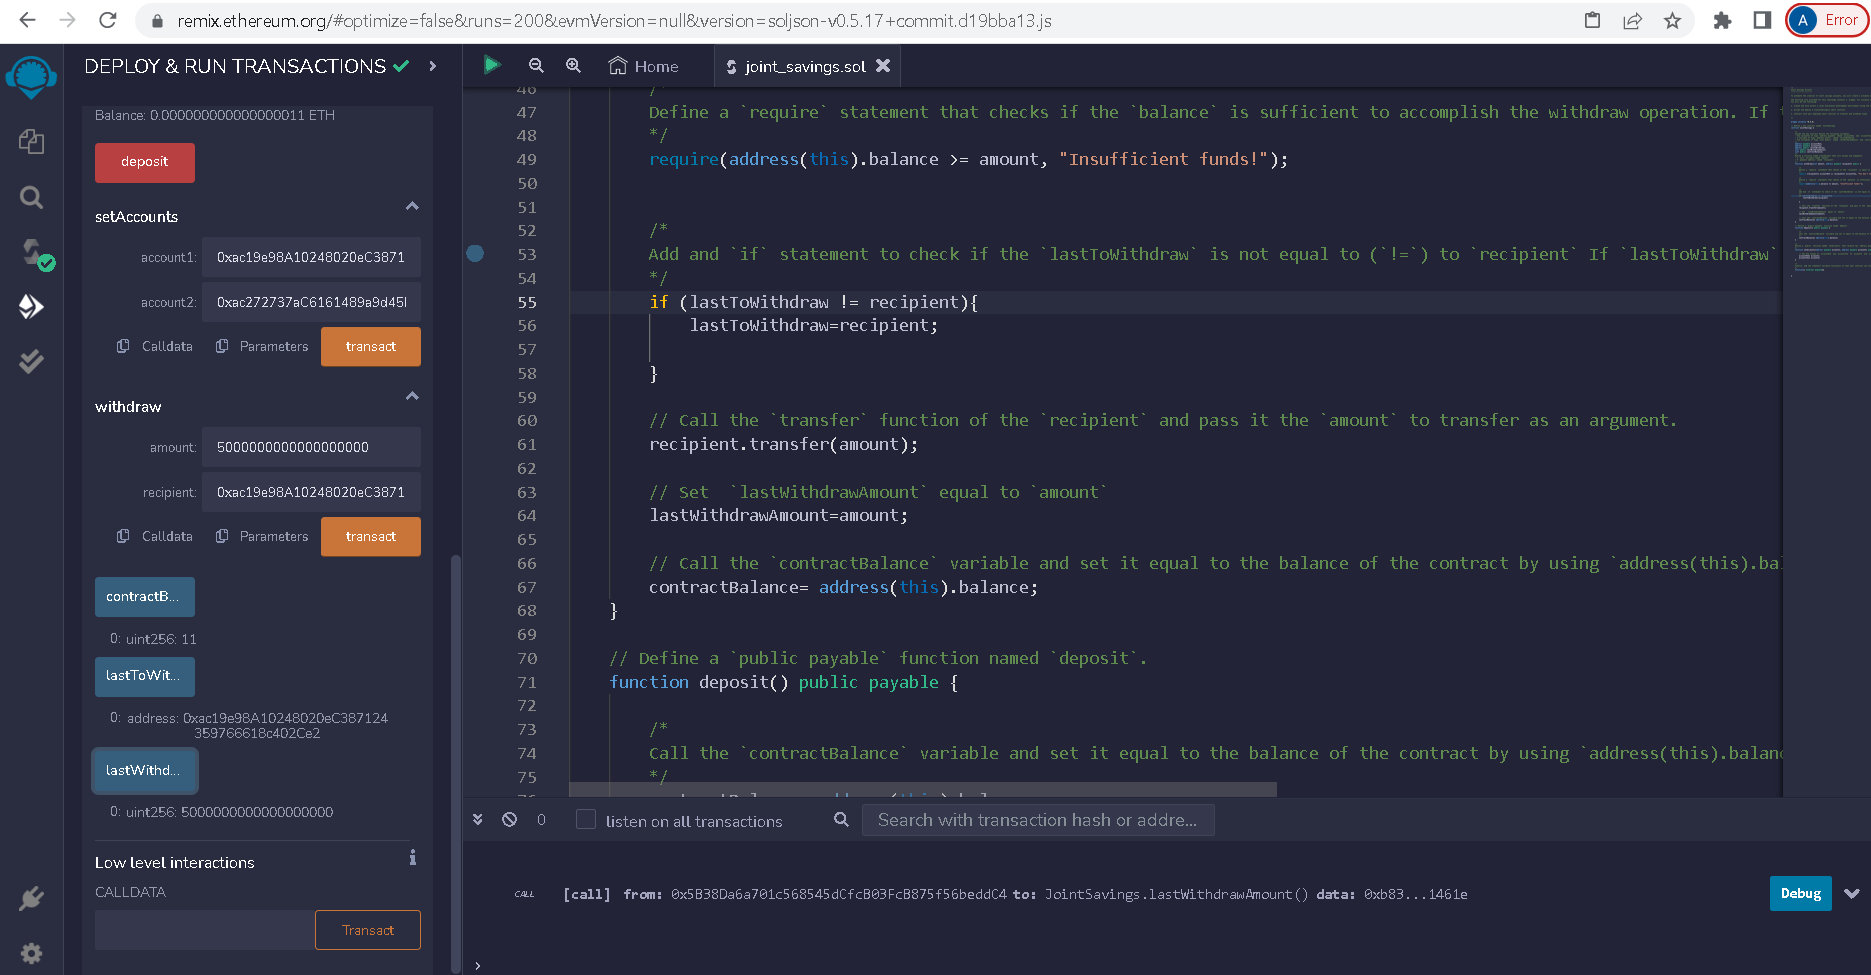 remix.ethereum.org/#optimize=false&runs=200&evmVersion=null&version=soljson-v0.5.17+commit.d19bba13.js
A Error
DEPLOY & RUN TRANSACTIONS
Balance: 0.000000000000000011 ETH
deposit
setAccounts
account1: 0xac19e98A10248020eC3871
account2: 0xac272737aC6161489a9d45
Calldata Parameters transact
withdraw
amount: 5000000000000000000
recipient: 0xac19e98A10248020eC3871
Calldata Parameters transact
contractB...
0: uint256: 11
lastToWit...
0: address: 0xac19e98A10248020eC387124
359766618c402Ce2
lastWithd...
0: uint256: 5000000000000000000
Low level interactions
CALLDATA
Transact
Home
joint_savings.sol
46 /*
47 Define a `require` statement that checks if the `balance` is sufficient to accomplish the withdraw operation. If
48 */
49 require(address(this).balance >= amount, "Insufficient funds!");
50
51
52 /*
53 Add and `if` statement to check if the `lastToWithdraw` is not equal to (`!=`) to `recipient` If `lastToWithdraw`
54 */
55 if (lastToWithdraw != recipient){
56 lastToWithdraw=recipient;
57
58 }
59
60 // Call the `transfer` function of the `recipient` and pass it the `amount` to transfer as an argument.
61 recipient.transfer(amount);
62
63 // Set  `lastWithdrawAmount` equal to `amount`
64 lastWithdrawAmount=amount;
65
66 // Call the `contractBalance` variable and set it equal to the balance of the contract by using `address(this).bal
67 contractBalance= address(this).balance;
68 }
69
70 // Define a `public payable` function named `deposit`.
71 function deposit() public payable {
72
73 /*
74 Call the `contractBalance` variable and set it equal to the balance of the contract by using `address(this).balanc
75 */
0 listen on all transactions Search with transaction hash or addre...
CALL [call] from: 0x5B38Da6a701c568545dCfcB03FcB875f56beddC4 to: JointSavings.lastWithdrawAmount() data: 0xb83...1461e Debug
>